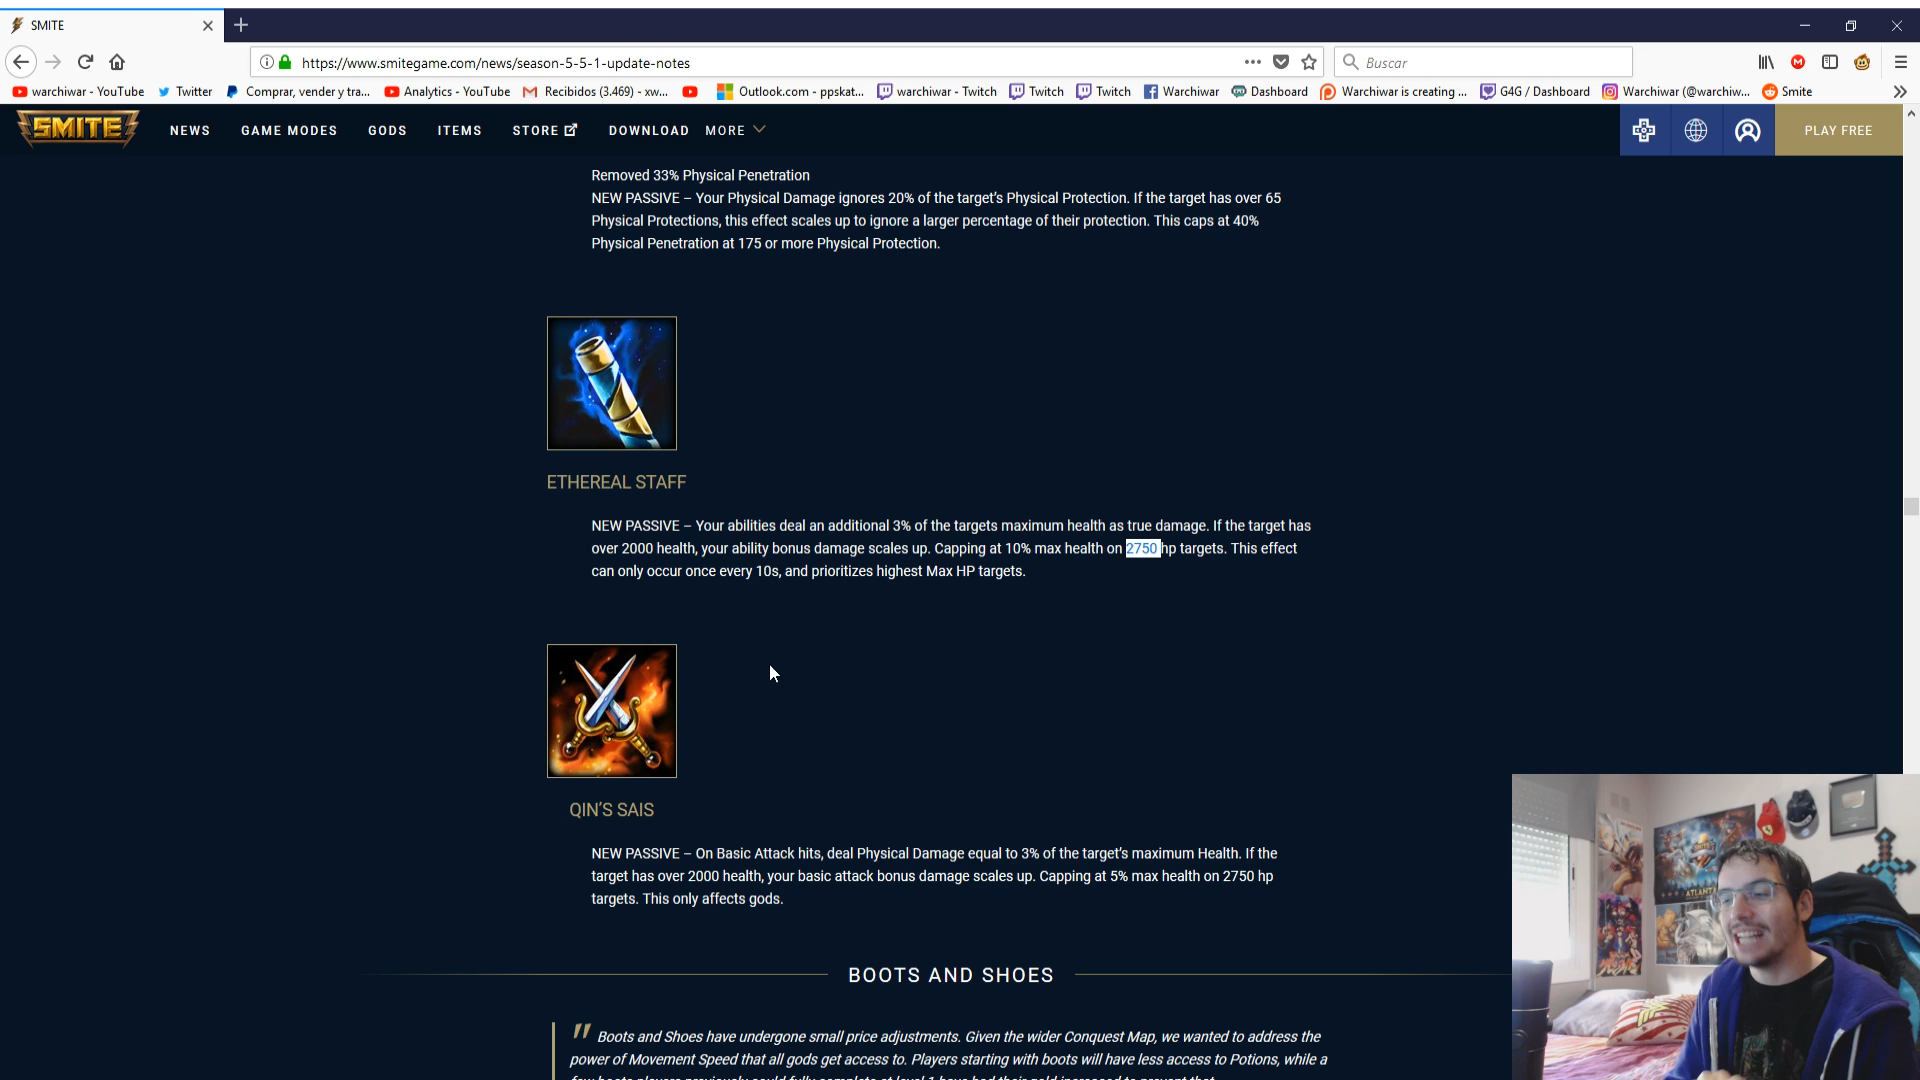 SMITE
https://www.smitegame.com/news/season-5-5-1-update-notes
Buscar
warchiwar - YouTube
Twitter
Comprar, vender y tra...
Analytics - YouTube
Recibidos (3.469) - xw...
Outlook.com - ppskat...
warchiwar - Twitch
Twitch
Twitch
Warchiwar
Dashboard
Warchiwar is creating ...
G4G / Dashboard
Warchiwar (@warchiw...
Smite
SMITE
NEWS
GAME MODES
GODS
ITEMS
STORE
DOWNLOAD
MORE
PLAY FREE
Removed 33% Physical Penetration
NEW PASSIVE – Your Physical Damage ignores 20% of the target's Physical Protection. If the target has over 65
Physical Protections, this effect scales up to ignore a larger percentage of their protection. This caps at 40%
Physical Penetration at 175 or more Physical Protection.
ETHEREAL STAFF
NEW PASSIVE – Your abilities deal an additional 3% of the targets maximum health as true damage. If the target has
over 2000 health, your ability bonus damage scales up. Capping at 10% max health on 2750 hp targets. This effect
can only occur once every 10s, and prioritizes highest Max HP targets.
QIN'S SAIS
NEW PASSIVE – On Basic Attack hits, deal Physical Damage equal to 3% of the target's maximum Health. If the
target has over 2000 health, your basic attack bonus damage scales up. Capping at 5% max health on 2750 hp
targets. This only affects gods.
BOOTS AND SHOES
" Boots and Shoes have undergone small price adjustments. Given the wider Conquest Map, we wanted to address the
power of Movement Speed that all gods get access to. Players starting with boots will have less access to Potions, while a